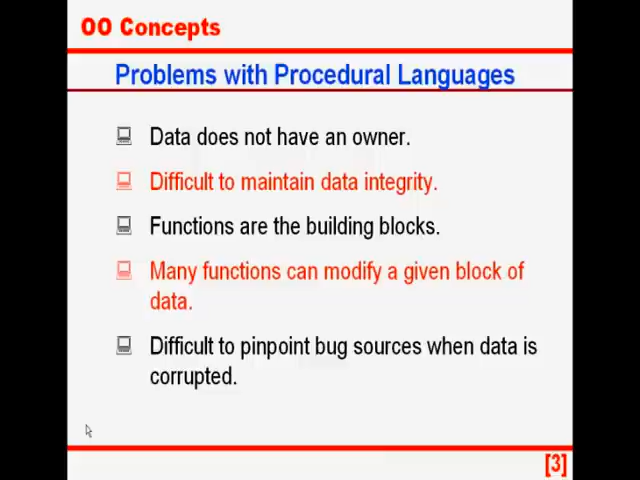 OO Concepts
Problems with Procedural Languages
Data does not have an owner.
Difficult to maintain data integrity.
Functions are the building blocks.
Many functions can modify a given block of
data.
Difficult to pinpoint bug sources when data is
corrupted.
[3]